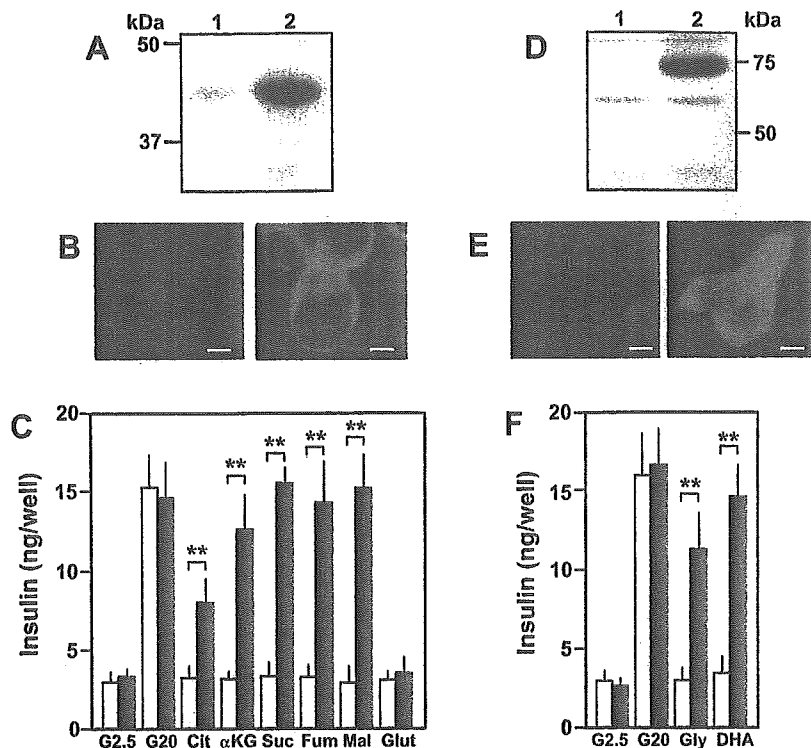 A
kDa
1
2
50
37
D
1
2
kDa
75
50
B
E
C
Insulin (ng/well)
20
15
10
5
0
**
**
**
**
**
G2.5 G20 Cit αKG Suc Fum Mal Glut
F
Insulin (ng/well)
20
15
10
5
0
**
**
G2.5 G20 Gly DHA